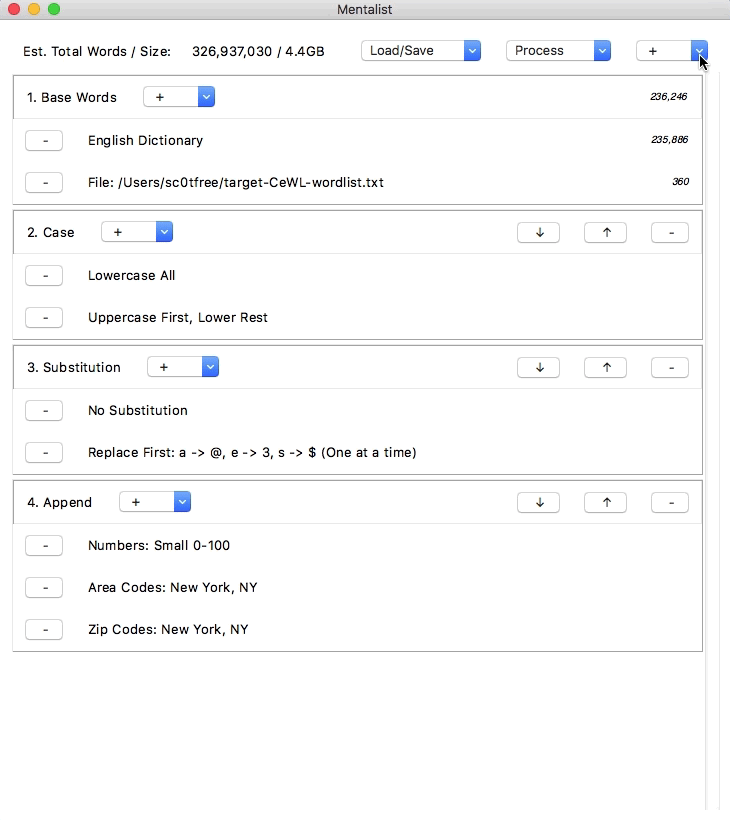 Mentalist
Est. Total Words / Size: 326,937,030 / 4.4GB Load/Save Process +
1. Base Words + 236,246
- English Dictionary 235,886
- File: /Users/sc0tfree/target-CeWL-wordlist.txt 360
2. Case + ↓ ↑ -
- Lowercase All
- Uppercase First, Lower Rest
3. Substitution + ↓ ↑ -
- No Substitution
- Replace First: a -> @, e -> 3, s -> $ (One at a time)
4. Append + ↓ ↑ -
- Numbers: Small 0-100
- Area Codes: New York, NY
- Zip Codes: New York, NY